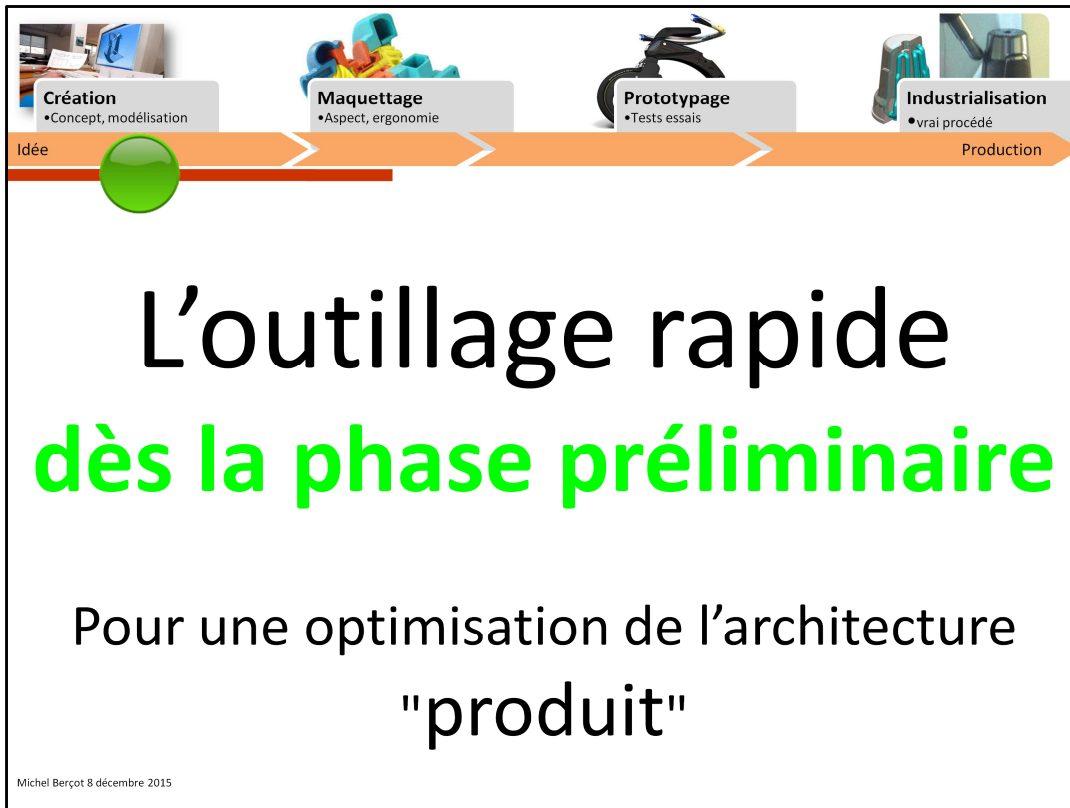 Création
•Concept, modélisation
Maquettage
•Aspect, ergonomie
Prototypage
•Tests essais
Industrialisation
•vrai procédé
Idée
Production
L’outillage rapide
dès la phase préliminaire
Pour une optimisation de l’architecture
"produit"
Michel Berçot 8 décembre 2015